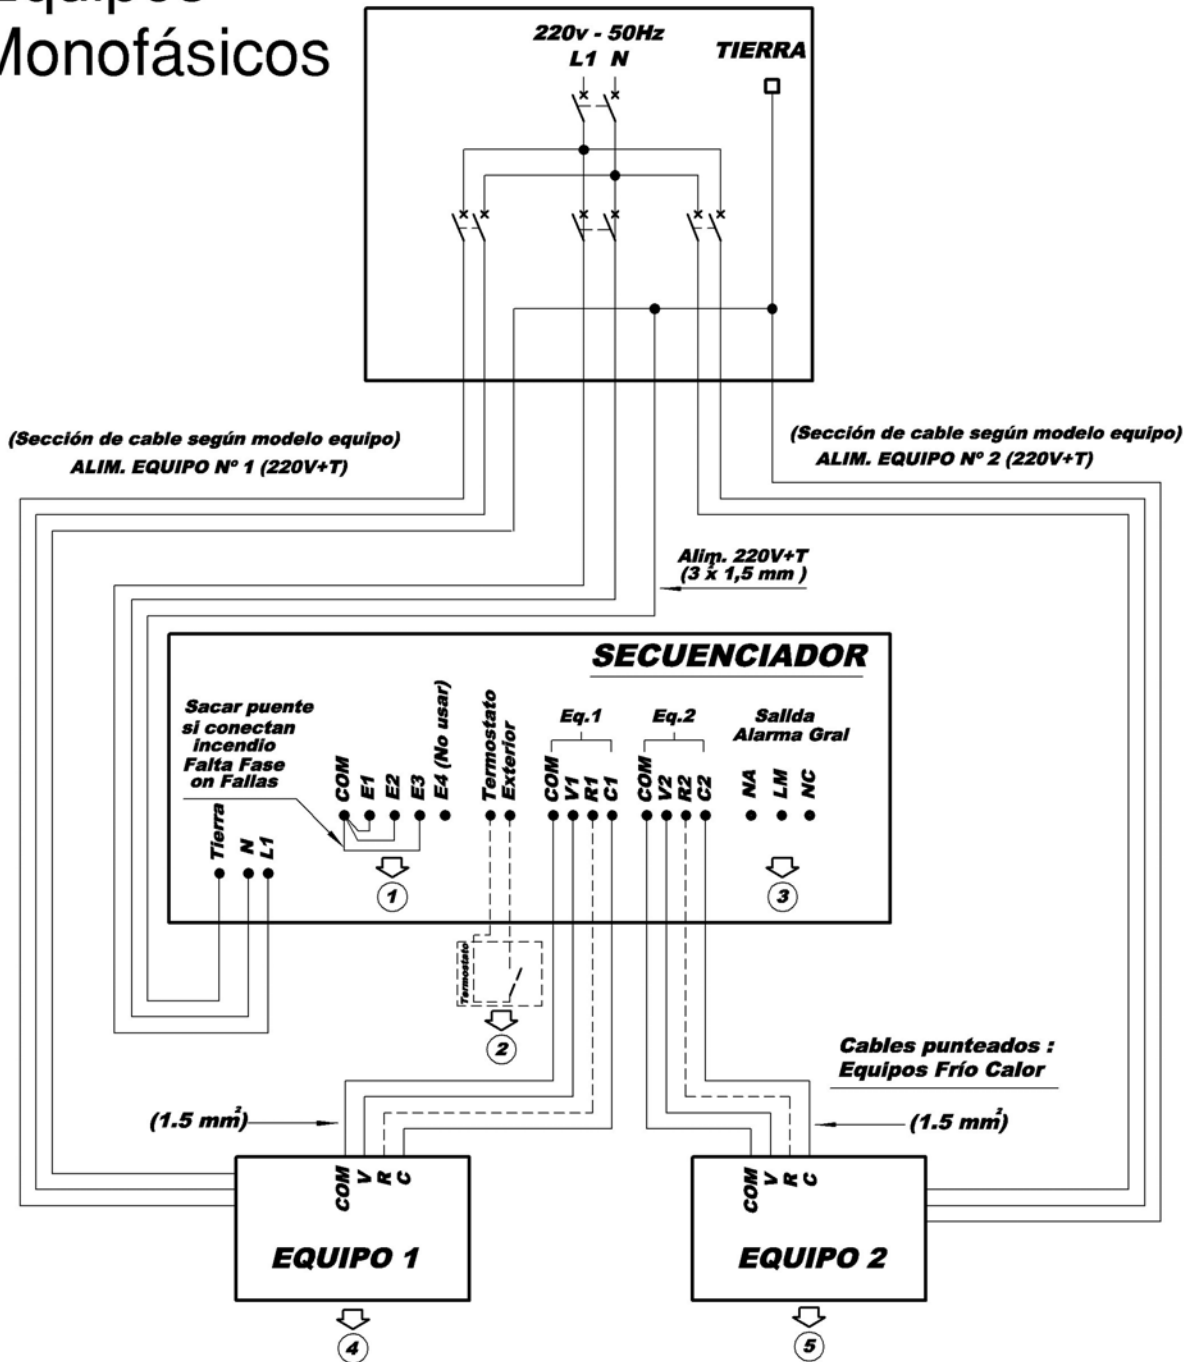 Equipos
Monofásicos
220v - 50Hz
L1 N
TIERRA
(Sección de cable según modelo equipo)
ALIM. EQUIPO Nº 1 (220V+T)
(Sección de cable según modelo equipo)
ALIM. EQUIPO Nº 2 (220V+T)
Alim. 220V+T
(3 x 1,5 mm²)
SECUENCIADOR
Sacar puente
si conectan
incendio
Falta Fase
on Fallas
COM
E1
E2
E3
E4 (No usar)
Termostato
Exterior
Eq.1
COM
V1
R1
C1
Eq.2
COM
V2
R2
C2
Salida
Alarma Gral
NA
LM
NC
Tierra
N
L1
1
3
Termostato
2
Cables punteados :
Equipos Frío Calor
(1.5 mm²)
(1.5 mm²)
COM
V
R
C
EQUIPO 1
COM
V
R
C
EQUIPO 2
4
5